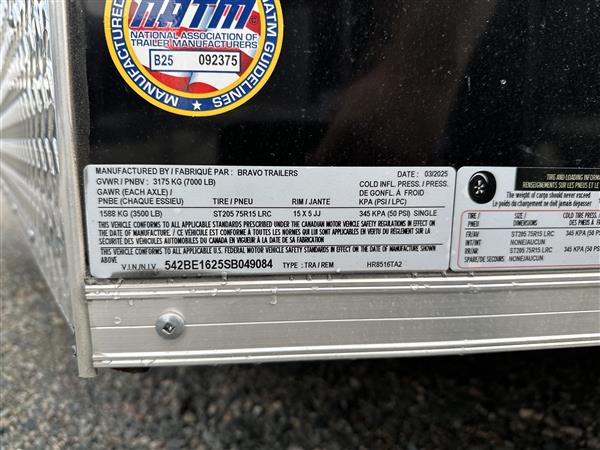 NATM
NATIONAL ASSOCIATION OF
TRAILER MANUFACTURERS
B25 092375
MANUFACTURED
NATM GUIDELINES
MANUFACTURED BY / FABRIQUÉ PAR : BRAVO TRAILERS DATE : 03/2025
GVWR / PNBV : 3175 KG (7000 LB) COLD INFL. PRESS. / PRESS.
GAWR (EACH AXLE) / DE GONFL. À FROID
PNBE (CHAQUE ESSIEU) TIRE / PNEU RIM / JANTE KPA (PSI / LPC)
1588 KG (3500 LB) ST205 75R15 LRC 15 X 5 JJ 345 KPA (50 PSI) SINGLE
THIS VEHICLE CONFORMS TO ALL APPLICABLE STANDARDS PRESCRIBED UNDER THE CANADIAN MOTOR VEHICLE SAFETY REGULATIONS IN EFFECT ON
THE DATE OF MANUFACTURE / CE VÉHICULE EST CONFORME À TOUTES LES NORMES QUI LUI SONT APPLICABLES EN VERTU DU RÈGLEMENT SUR LA
SÉCURITÉ DES VÉHICULES AUTOMOBILES DU CANADA EN VIGUEUR À LA DATE DE SA FABRICATION
THIS VEHICLE CONFORMS TO ALL APPLICABLE U.S. FEDERAL MOTOR VEHICLE SAFETY STANDARDS IN EFFECT ON THE DATE OF MANUFACTURE SHOWN
ABOVE
V.I.N./N.I.V. 542BE1625SB049084 TYPE : TRA / REM HR8516TA2
TIRE AND LOADING INFORMATION
RENSEIGNEMENTS SUR LES PNEUS ET LE
The weight of cargo should never exceed
Le poids du chargement ne doit jamais dépasser
TIRE / PNEU SIZE / DIMENSIONS COLD TIRE PRESS.
FR/AV ST205 75R15 LRC 345 KPA (50
INT/INT NONE/AUCUN
RR/AR ST205 75R15 LRC 345 KPA (50
SPARE/DE SECOURS NONE/AUCUN